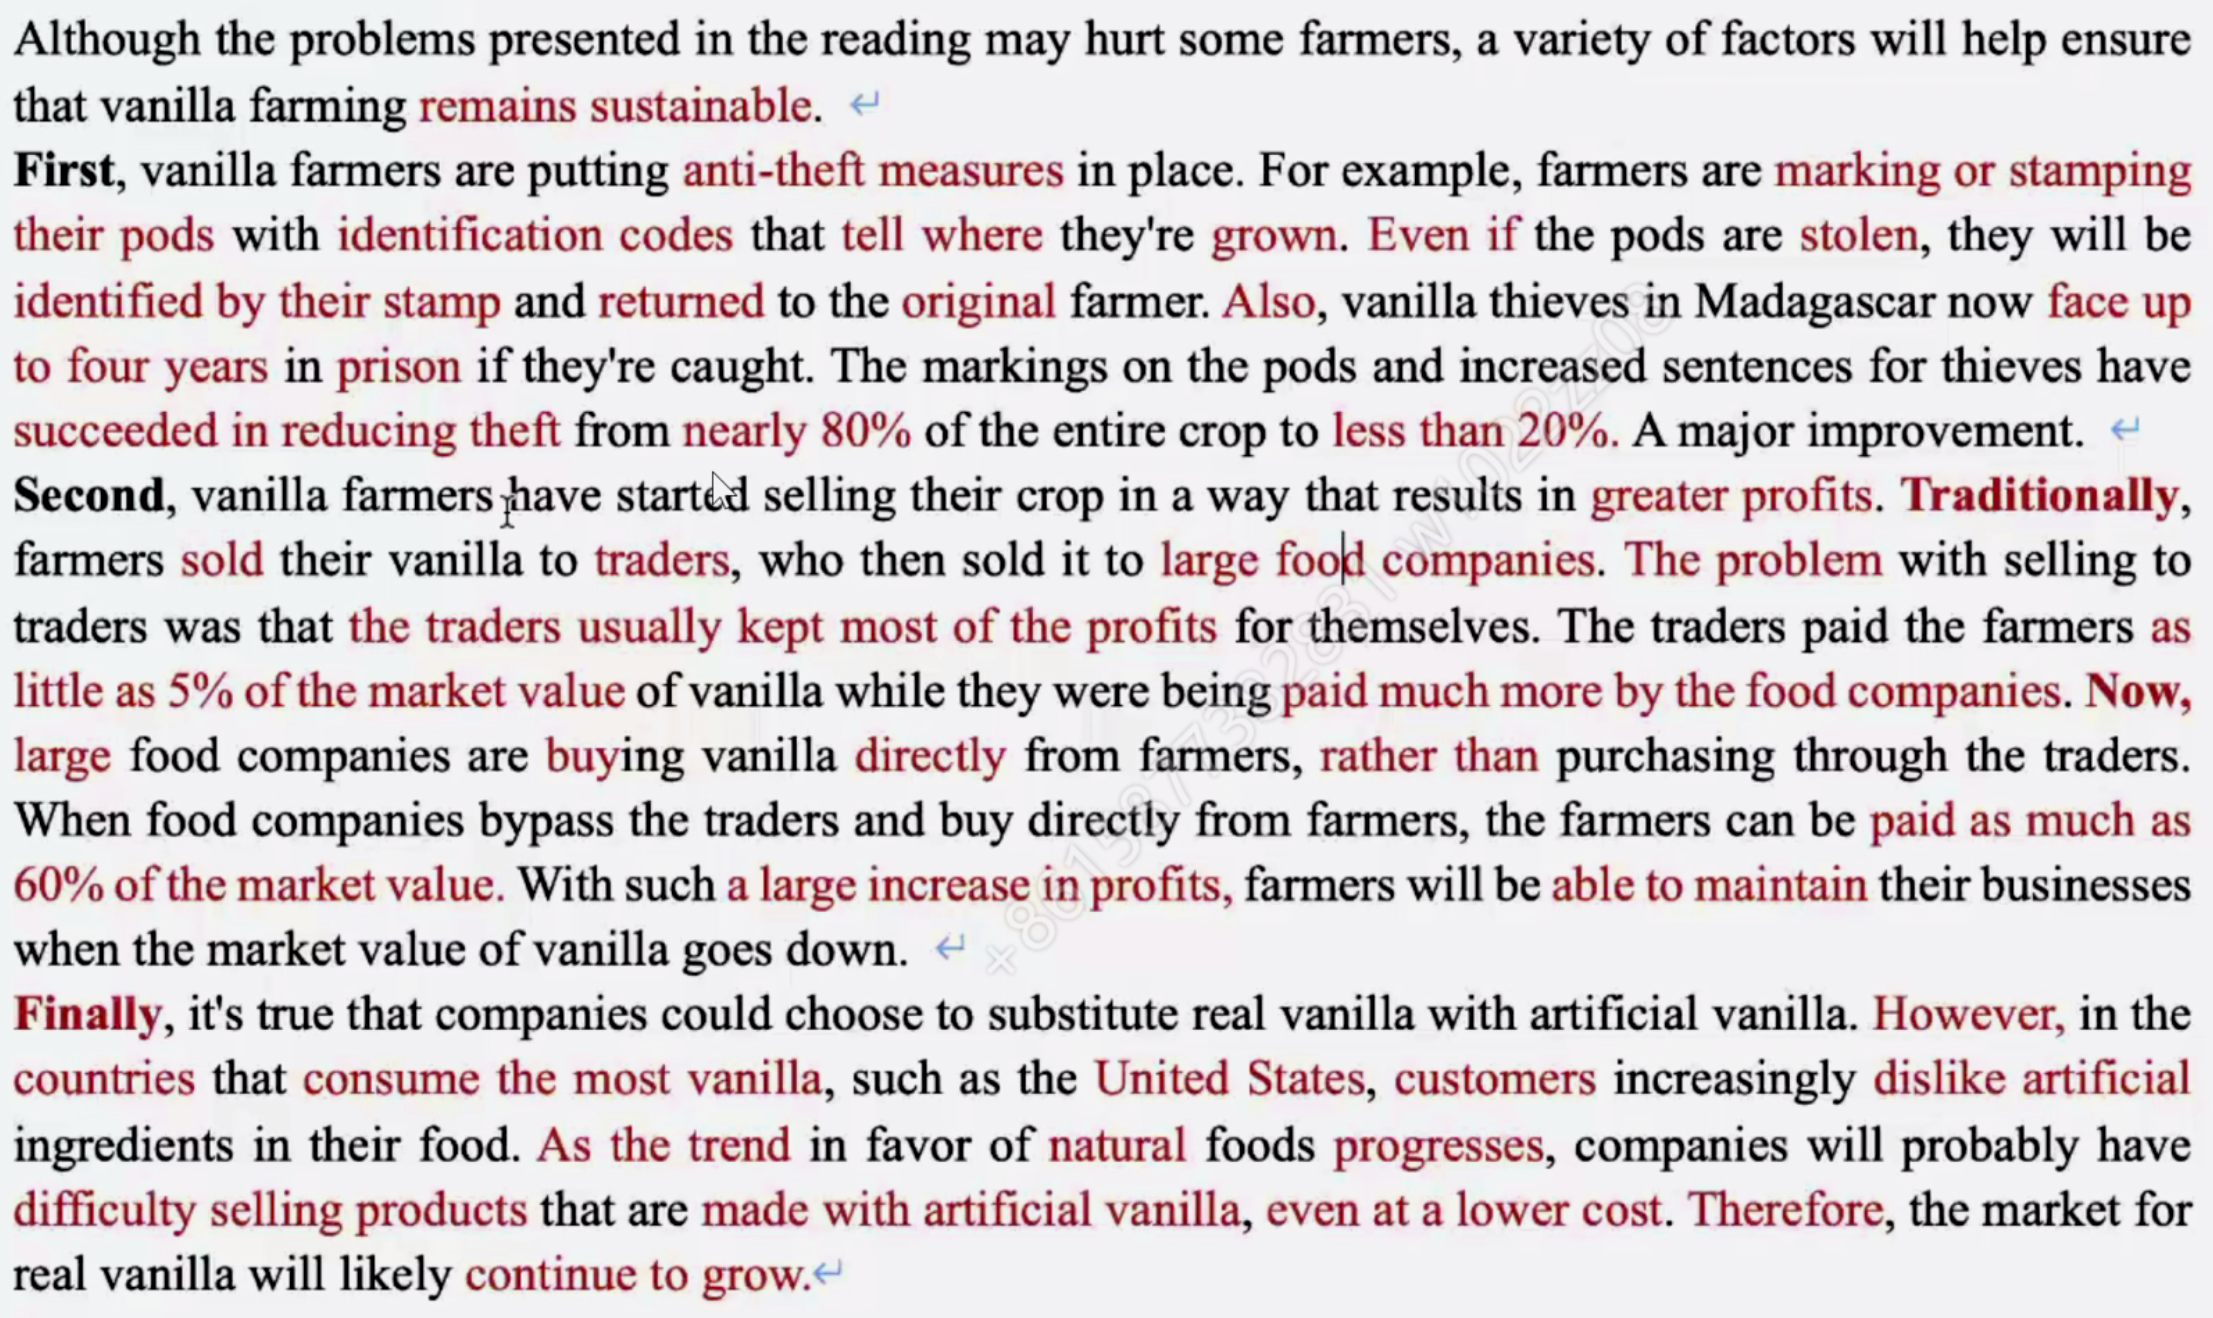 Although the problems presented in the reading may hurt some farmers, a variety of factors will help ensure
that vanilla farming remains sustainable. ↵
First, vanilla farmers are putting anti-theft measures in place. For example, farmers are marking or stamping
their pods with identification codes that tell where they're grown. Even if the pods are stolen, they will be
identified by their stamp and returned to the original farmer. Also, vanilla thieves in Madagascar now face up
to four years in prison if they're caught. The markings on the pods and increased sentences for thieves have
succeeded in reducing theft from nearly 80% of the entire crop to less than 20%. A major improvement. ↵
Second, vanilla farmers have started selling their crop in a way that results in greater profits. Traditionally,
farmers sold their vanilla to traders, who then sold it to large food companies. The problem with selling to
traders was that the traders usually kept most of the profits for themselves. The traders paid the farmers as
little as 5% of the market value of vanilla while they were being paid much more by the food companies. Now,
large food companies are buying vanilla directly from farmers, rather than purchasing through the traders.
When food companies bypass the traders and buy directly from farmers, the farmers can be paid as much as
60% of the market value. With such a large increase in profits, farmers will be able to maintain their businesses
when the market value of vanilla goes down. ↵
Finally, it's true that companies could choose to substitute real vanilla with artificial vanilla. However, in the
countries that consume the most vanilla, such as the United States, customers increasingly dislike artificial
ingredients in their food. As the trend in favor of natural foods progresses, companies will probably have
difficulty selling products that are made with artificial vanilla, even at a lower cost. Therefore, the market for
real vanilla will likely continue to grow.↵